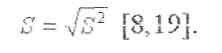 S = √S² [8,19].